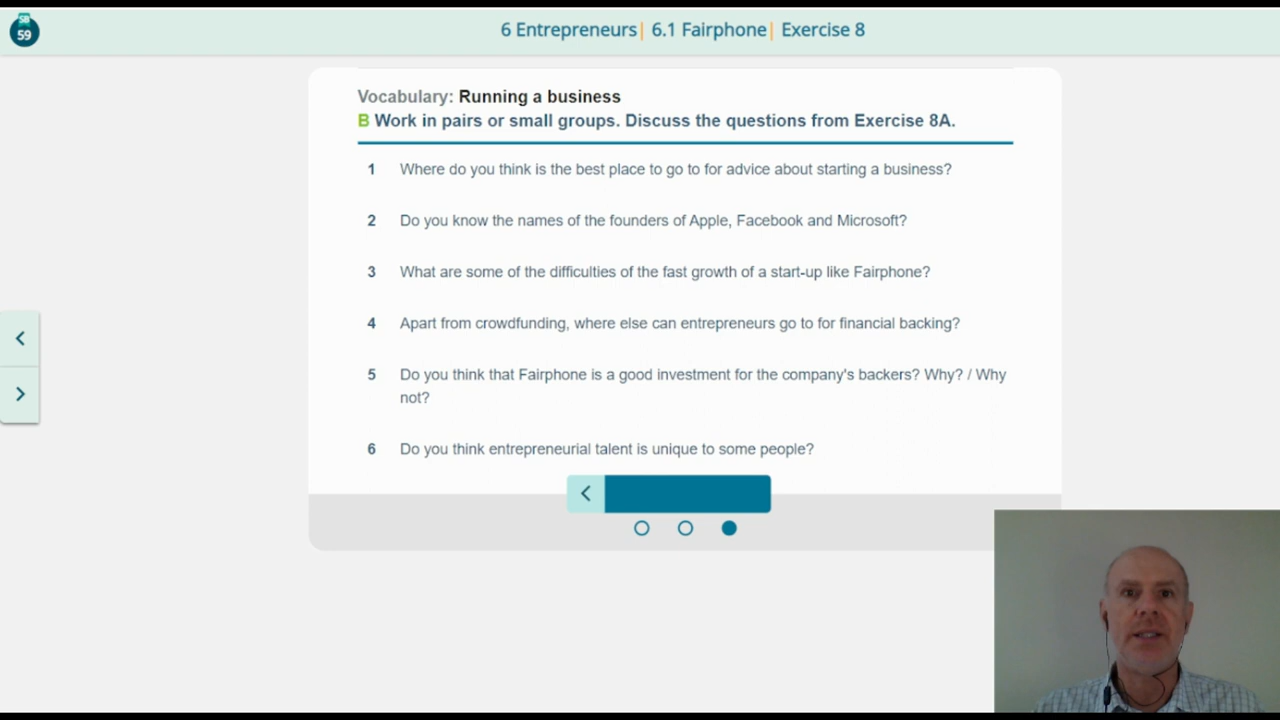 SB
59
6 Entrepreneurs| 6.1 Fairphone| Exercise 8
Vocabulary: Running a business
B Work in pairs or small groups. Discuss the questions from Exercise 8A.
1 Where do you think is the best place to go to for advice about starting a business?
2 Do you know the names of the founders of Apple, Facebook and Microsoft?
3 What are some of the difficulties of the fast growth of a start-up like Fairphone?
4 Apart from crowdfunding, where else can entrepreneurs go to for financial backing?
5 Do you think that Fairphone is a good investment for the company's backers? Why? / Why
not?
6 Do you think entrepreneurial talent is unique to some people?